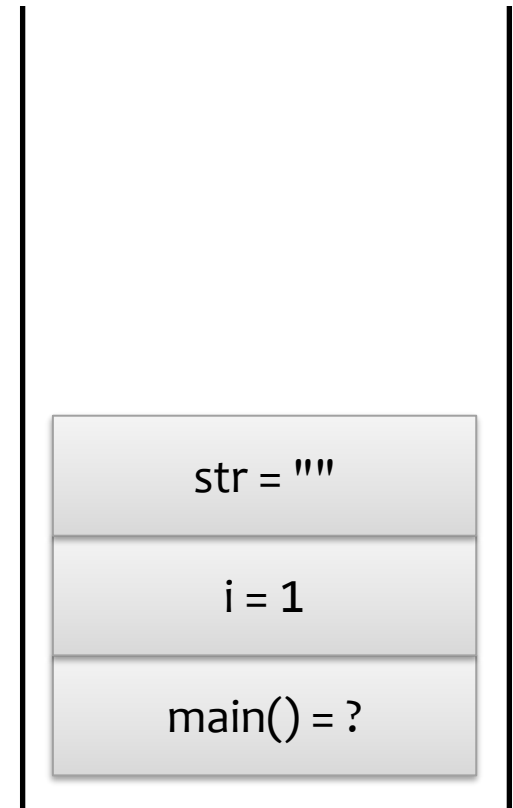 str = ""
i = 1
main() = ?